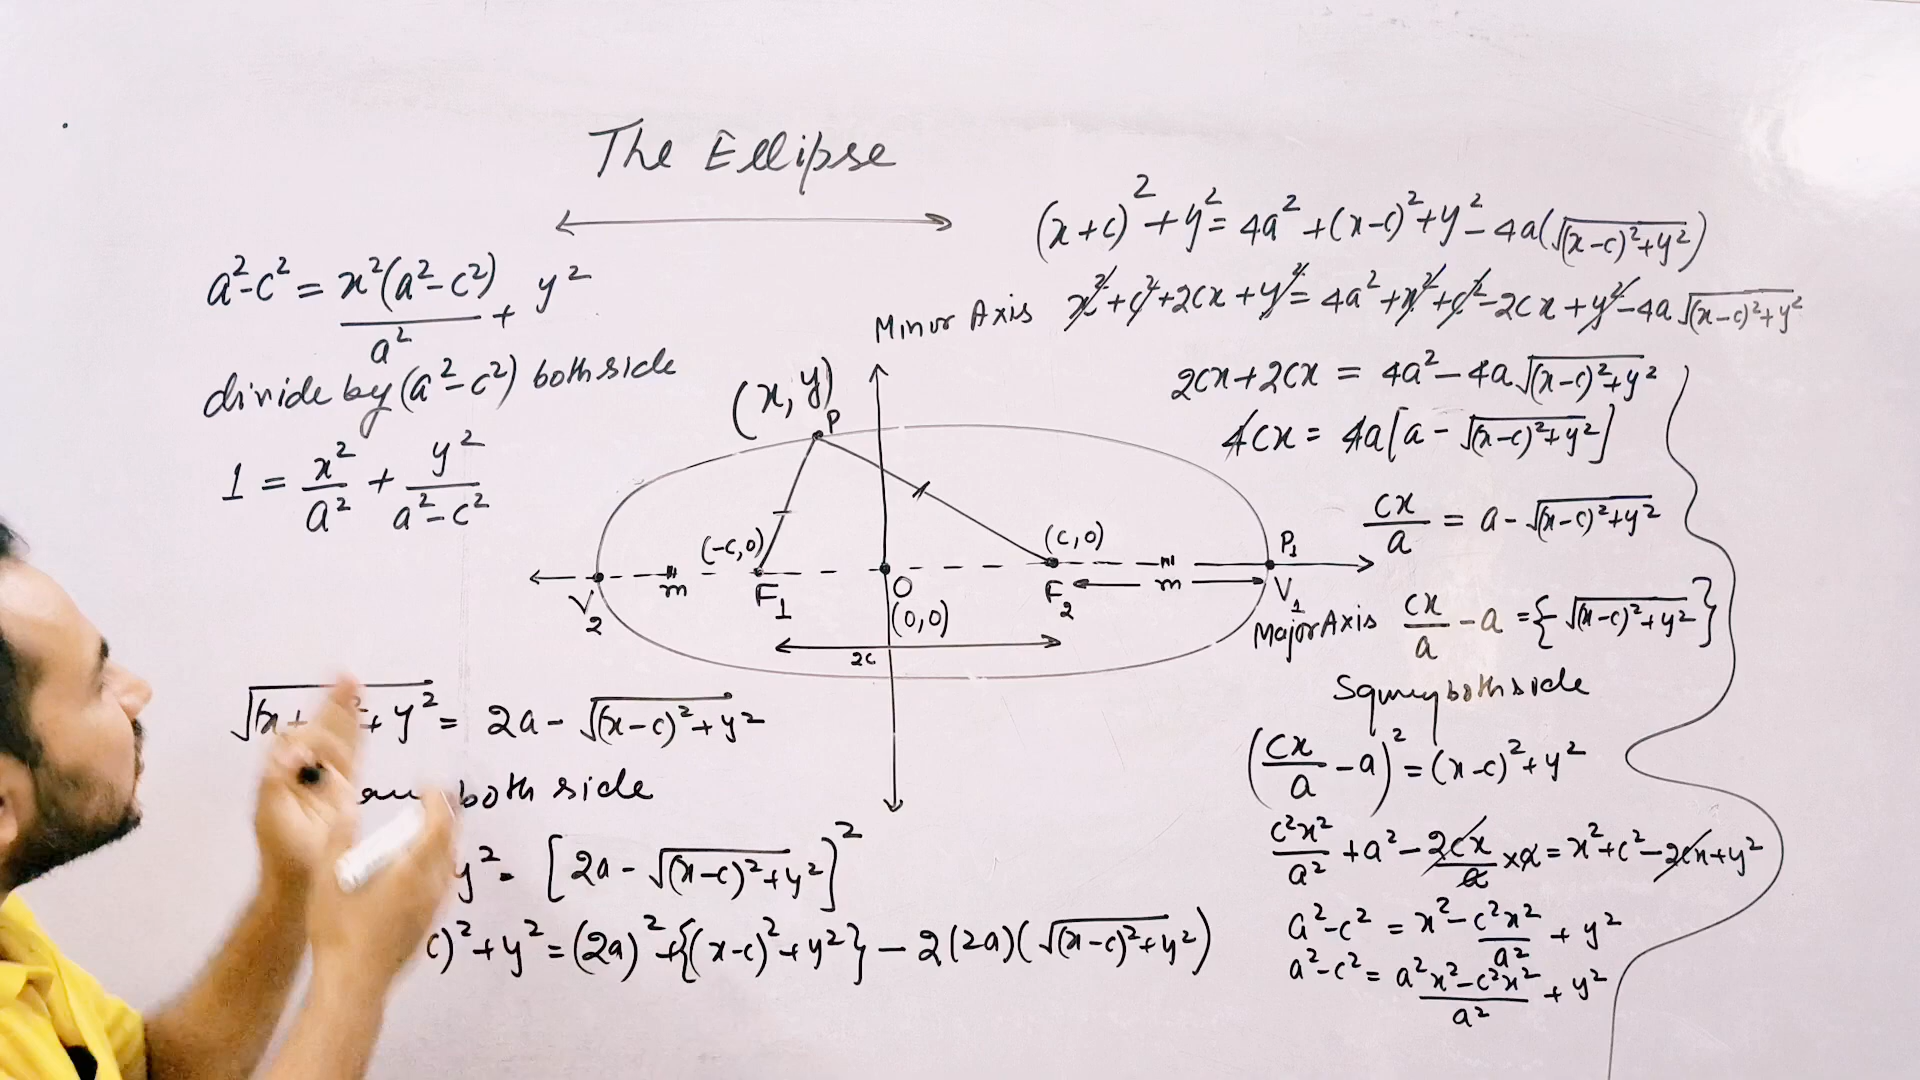 The Ellipse
a²-c² = x²(a²-c²)/a² + y²
divide by (a²-c²) both side
1 = x²/a² + y²/a²-c²
Minor Axis
(x,y)
P
(-c,0)
(c,0)
P₁
m
m
V₂
F₁
O
F₂
V₁
(0,0)
Major Axis
2c
= 2a - √(x-c)²+y²
both side
y² = [2a - √(x-c)²+y²]²
c)²+y² = (2a)²+{(x-c)²+y²} - 2(2a)(√(x-c)²+y²)
(x+c)²+y² = 4a²+(x-c)²+y²-4a(√(x-c)²+y²)
x²+c²+2cx+y² = 4a²+x²+c²-2cx+y²-4a√(x-c)²+y²
2cx+2cx = 4a²-4a√(x-c)²+y²
4cx = 4a[a - √(x-c)²+y²]
cx/a = a-√(x-c)²+y²
cx/a - a = {-√(x-c)²+y²}
both side
(cx/a - a)² = (x-c)²+y²
c²x²/a² + a² - 2cx/a × a = x²+c²-2cx+y²
a²-c² = x² - c²x²/a² + y²
a²-c² = a²x²-c²x²/a² + y²